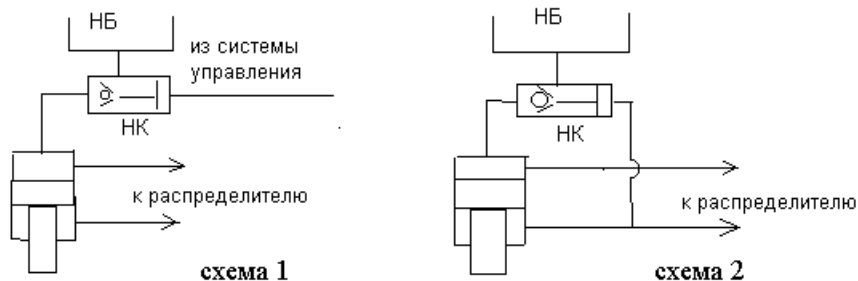 НБ
из системы
управления
НК
к распределителю
схема 1
НБ
НК
к распределителю
схема 2